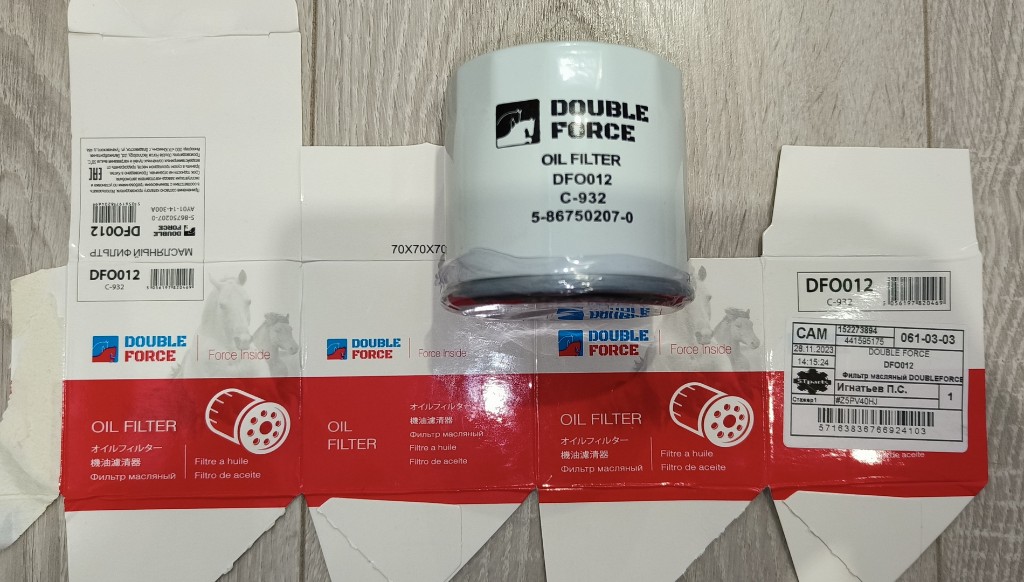 DOUBLE
FORCE
OIL FILTER
DFO012
C-932
5-86750207-0
МАСЛЯНЫЙ ФИЛЬТР
DOUBLE
FORCE
DFO012
5-86750207-0
AY01-14-300A
EAC
DFO012
C-932
70X70X70
DOUBLE
FORCE
Force Inside
OIL FILTER
オイルフィルター
機油濾清器
Фильтр масляный
Filtre a huile
Filtro de aceite
DOUBLE
FORCE
Force Inside
OIL
FILTER
オイルフィルター
機油濾清器
Фильтр масляный
Filtre a huile
Filtro de aceite
DOUBLE
FORCE
OIL FILTER
オイルフィルター
機油濾清器
Фильтр масляный
Filtre a huile
Filtro de aceite
DFO012
C-932
CAM
152273894
441595175
061-03-03
28.11.2023
14:15:24
DOUBLE FORCE
DFO012
Фильтр масляный DOUBLEFORCE
Игнатьев П.С.
Стажер1
#Z5PV40HJ
1
57163836766924103